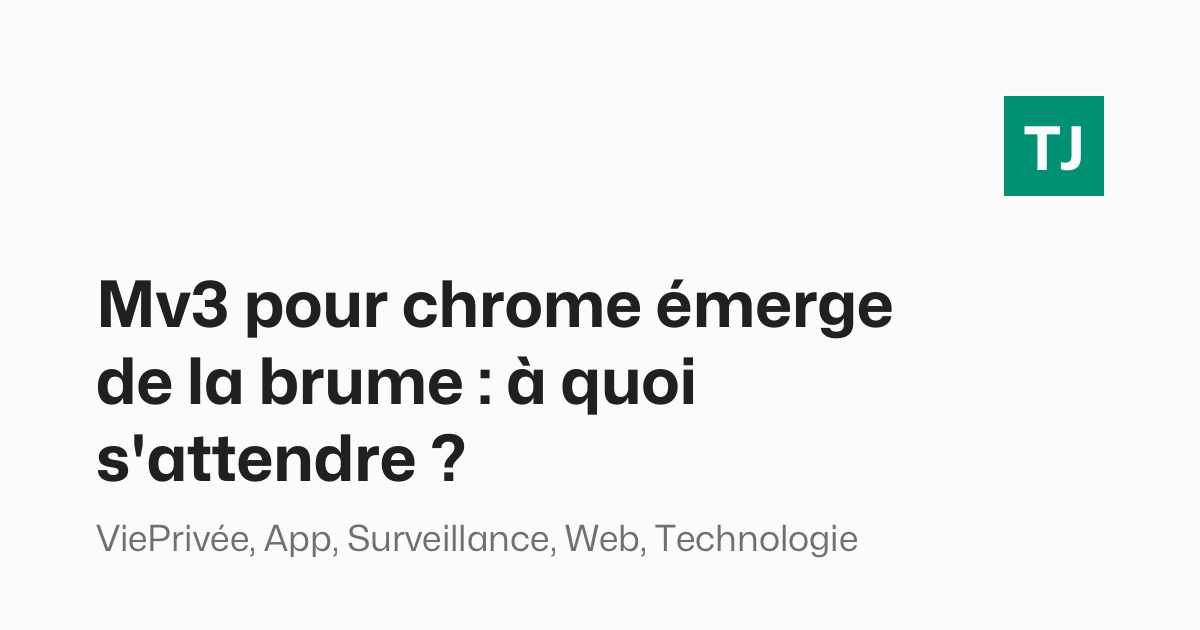 TJ
Mv3 pour chrome émerge
de la brume : à quoi
s'attendre ?
ViePrivée, App, Surveillance, Web, Technologie